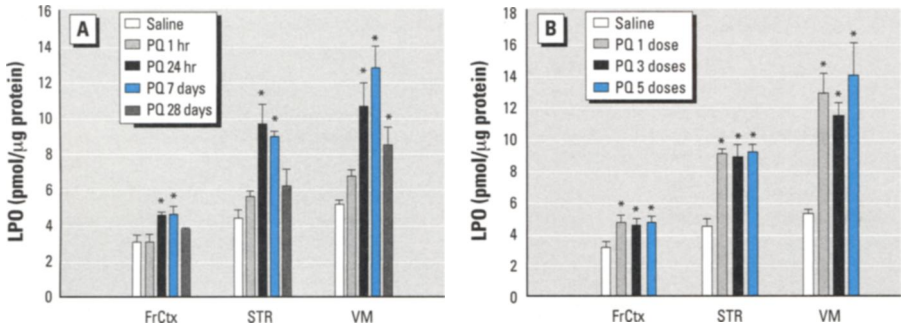 A
Saline
PQ 1 hr
PQ 24 hr
PQ 7 days
PQ 28 days
LPO (pmol/µg protein)
16
14
12
10
8
6
4
2
0
FrCtx STR VM
* * * * * * *
B
Saline
PQ 1 dose
PQ 3 doses
PQ 5 doses
LPO (pmol/µg protein)
18
16
14
12
10
8
6
4
2
0
FrCtx STR VM
* * * * * * * * *